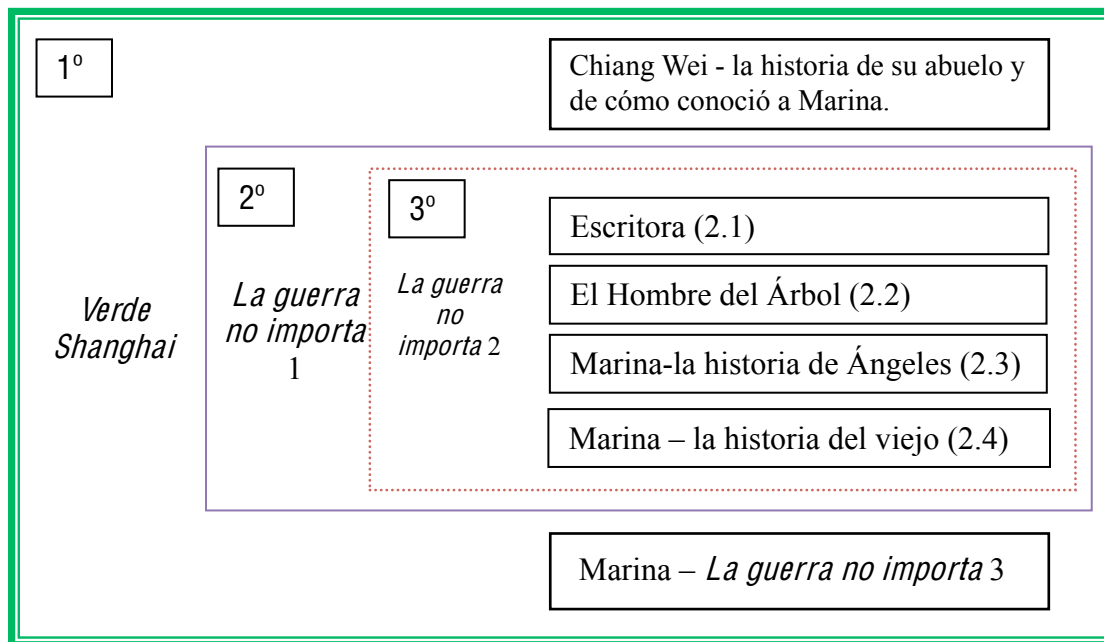 1º
Chiang Wei - la historia de su abuelo y
de cómo conoció a Marina.
2º
3º
Escritora (2.1)
El Hombre del Árbol (2.2)
Marina-la historia de Ángeles (2.3)
Marina – la historia del viejo (2.4)
Verde
Shanghai
La guerra
no importa
1
La guerra
no
importa 2
Marina – La guerra no importa 3